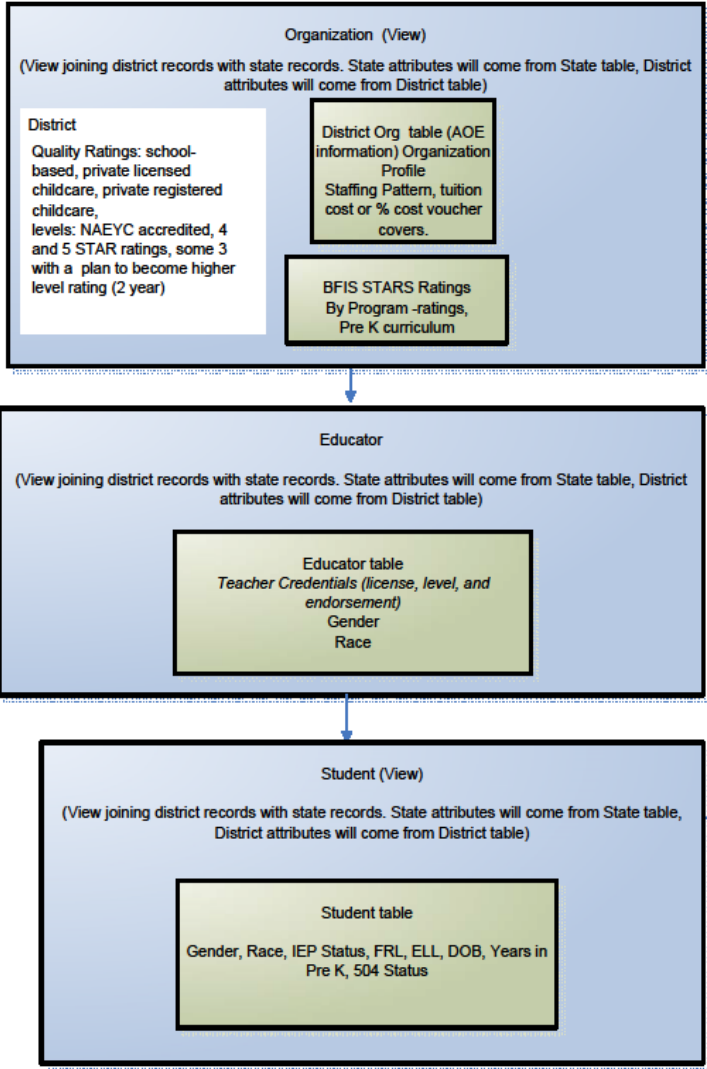 Organization (View)
(View joining district records with state records. State attributes will come from State table, District
attributes will come from District table)
District
Quality Ratings: school-
based, private licensed
childcare, private registered
childcare,
levels: NAEYC accredited, 4
and 5 STAR ratings, some 3
with a plan to become higher
level rating (2 year)
District Org table (AOE
information) Organization
Profile
Staffing Pattern, tuition
cost or % cost voucher
covers.
BFIS STARS Ratings
By Program -ratings,
Pre K curriculum
Educator
(View joining district records with state records. State attributes will come from State table, District
attributes will come from District table)
Educator table
Teacher Credentials (license, level, and
endorsement)
Gender
Race
Student (View)
(View joining district records with state records. State attributes will come from State table,
District attributes will come from District table)
Student table
Gender, Race, IEP Status, FRL, ELL, DOB, Years in
Pre K, 504 Status